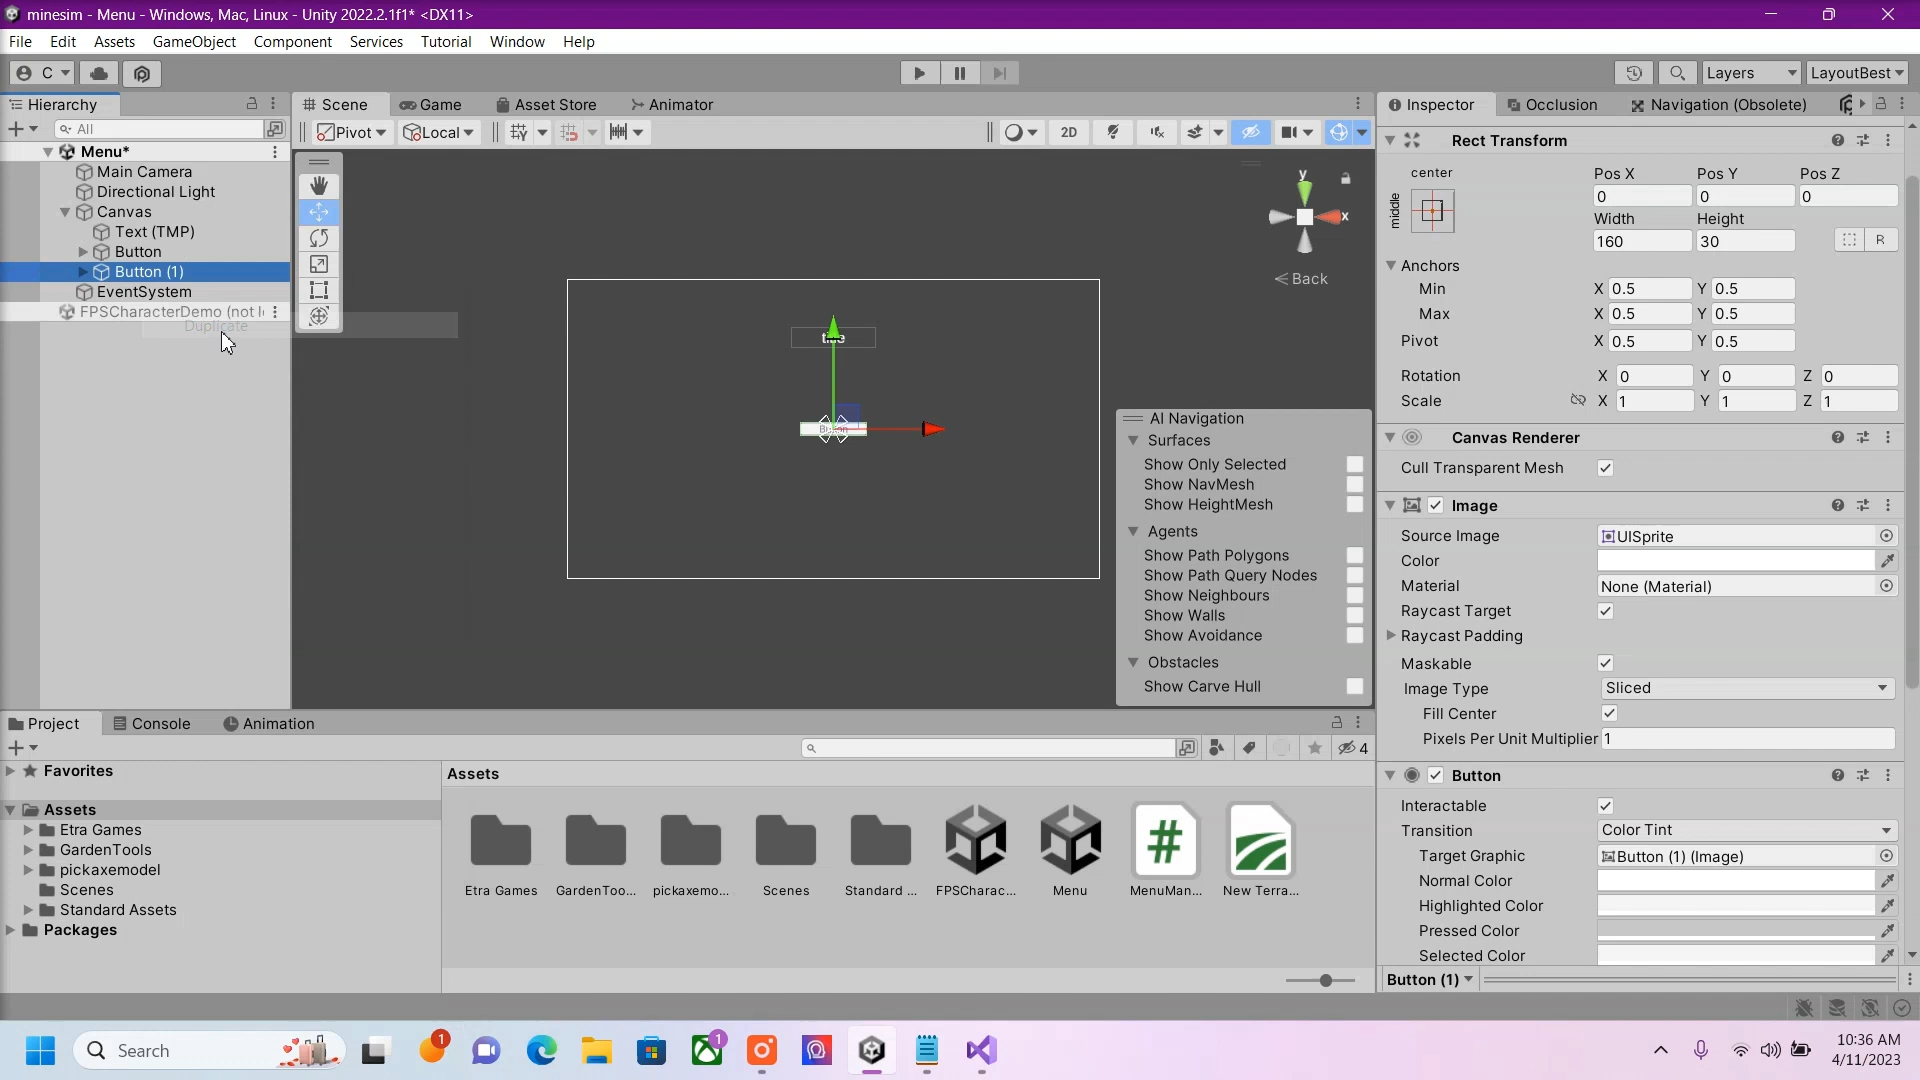 minesim - Menu - Windows, Mac, Linux - Unity 2022.2.1f1* <DX11>
File Edit Assets GameObject Component Services Tutorial Window Help
C Layers LayoutBest
Hierarchy
All
Menu*
Main Camera
Directional Light
Canvas
Text (TMP)
Button
Button (1)
EventSystem
FPSCharacterDemo (not l
Duplicate
Scene Game Asset Store Animator
Pivot Local 2D
y
x
Back
title
Button
AI Navigation
Surfaces
Show Only Selected
Show NavMesh
Show HeightMesh
Agents
Show Path Polygons
Show Path Query Nodes
Show Neighbours
Show Walls
Show Avoidance
Obstacles
Show Carve Hull
Inspector Occlusion Navigation (Obsolete)
Rect Transform
center Pos X Pos Y Pos Z
middle 0 0 0
Width Height
160 30 R
Anchors
Min X 0.5 Y 0.5
Max X 0.5 Y 0.5
Pivot X 0.5 Y 0.5
Rotation X 0 Y 0 Z 0
Scale X 1 Y 1 Z 1
Canvas Renderer
Cull Transparent Mesh
Image
Source Image UISprite
Color
Material None (Material)
Raycast Target
Raycast Padding
Maskable
Image Type Sliced
Fill Center
Pixels Per Unit Multiplier 1
Button
Interactable
Transition Color Tint
Target Graphic Button (1) (Image)
Normal Color
Highlighted Color
Pressed Color
Selected Color
Button (1)
Project Console Animation
4
Favorites
Assets
Etra Games
GardenTools
pickaxemodel
Scenes
Standard Assets
Packages
Assets
Etra Games GardenToo... pickaxemo... Scenes Standard ... FPSCharac... Menu MenuMan... New Terra...
Search 1 1
10:36 AM
4/11/2023